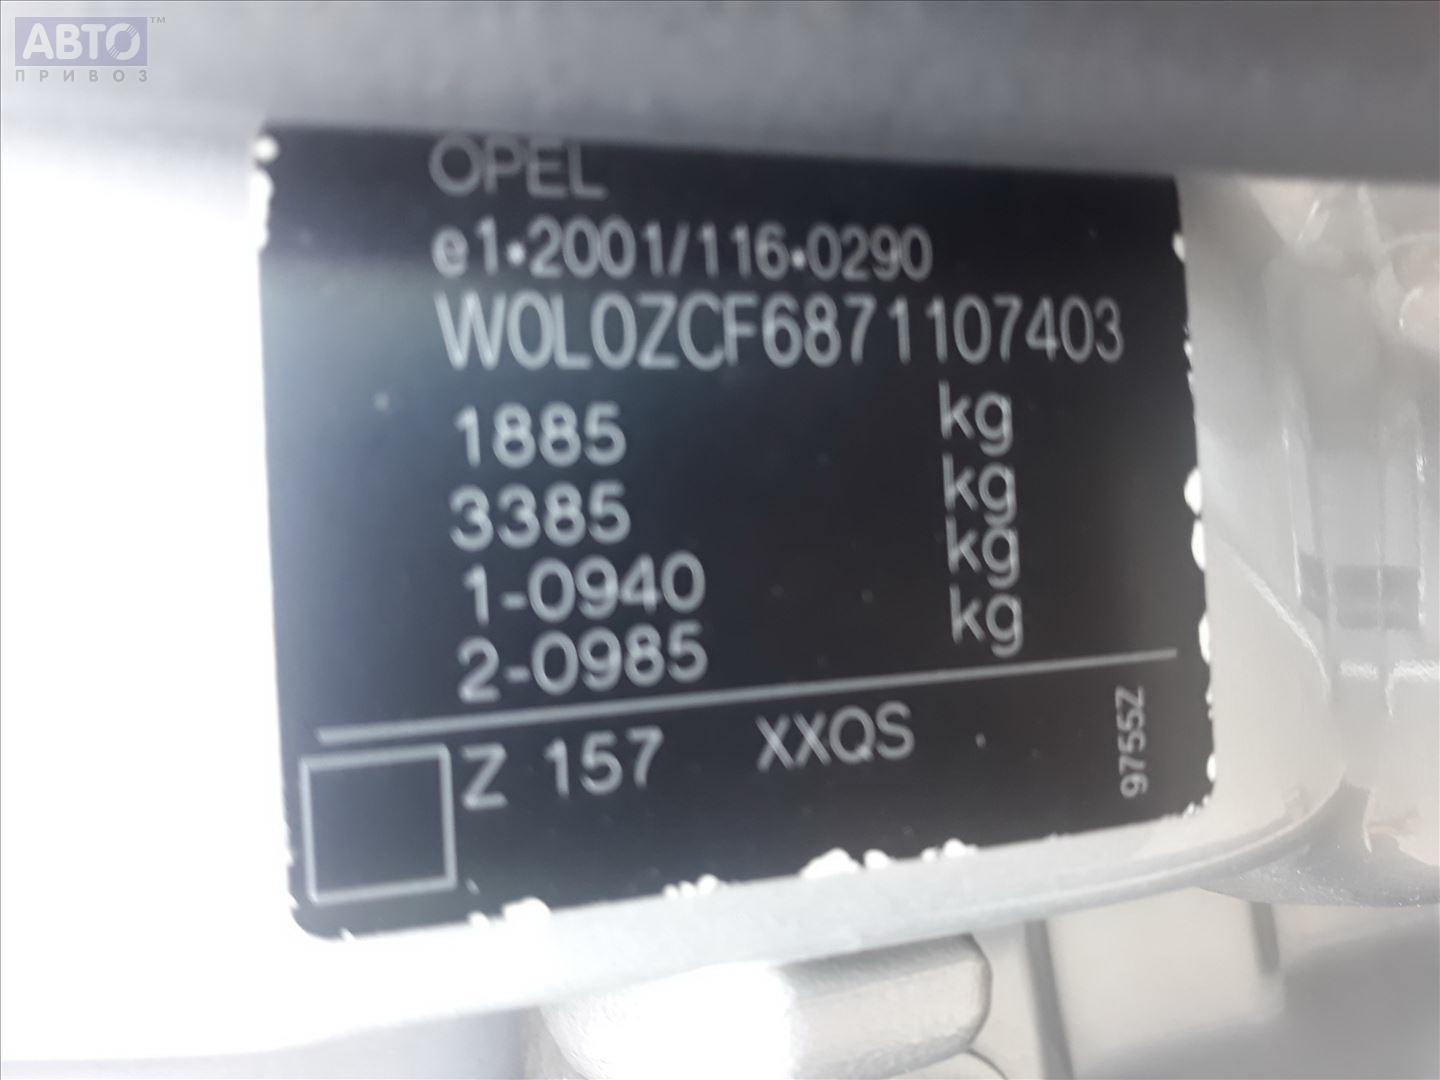 АВТО™
ПРИВОЗ
OPEL
e1•2001/116•0290
W0L0ZCF6871107403
1885 kg
3385 kg
1-0940 kg
2-0985 kg
Z 157 XXQS
9755Z